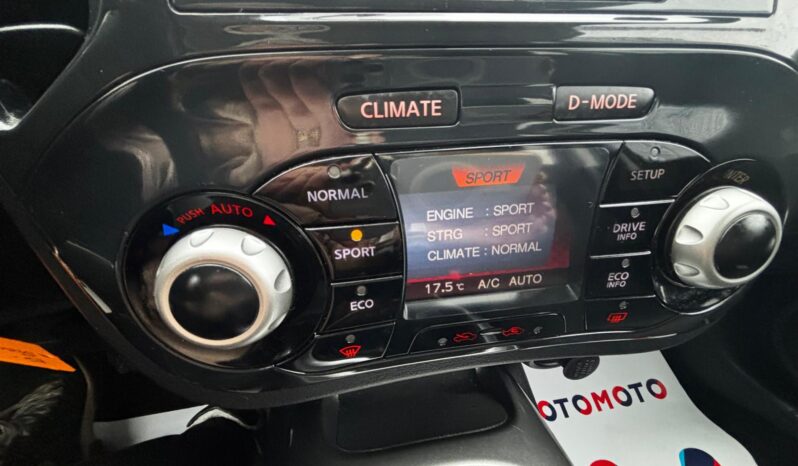 CLIMATE
D-MODE
NORMAL
SPORT
SETUP
PUSH AUTO
ENTER
ENGINE : SPORT
STRG : SPORT
CLIMATE : NORMAL
SPORT
DRIVE
INFO
ECO
ECO
INFO
17.5°C A/C AUTO
OTOMOTO